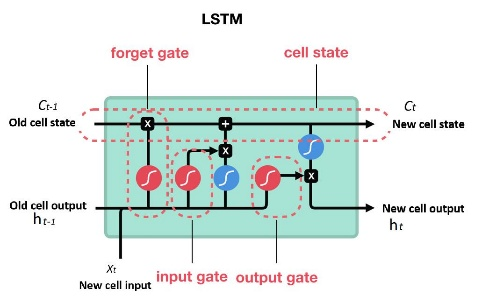 LSTM
forget gate
cell state
Ct-1
Ct
Old cell state
New cell state
x
+
x
x
Old cell output
New cell output
ht-1
ht
Xt
input gate
output gate
New cell input